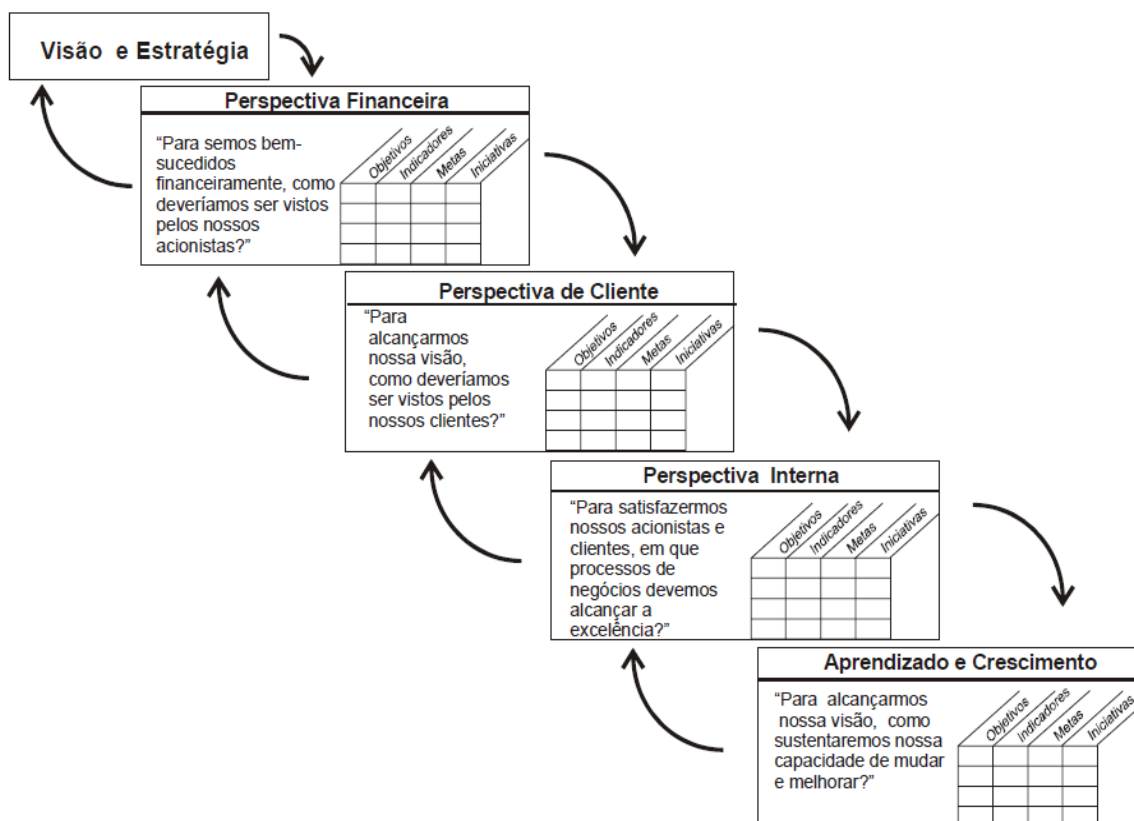 Visão e Estratégia
Perspectiva Financeira
“Para semos bem-
sucedidos
financeiramente, como
deveríamos ser vistos
pelos nossos
acionistas?”
Objetivos
Indicadores
Metas
Iniciativas
Perspectiva de Cliente
“Para
alcançarmos
nossa visão,
como deveríamos
ser vistos pelos
nossos clientes?”
Objetivos
Indicadores
Metas
Iniciativas
Perspectiva Interna
“Para satisfazermos
nossos acionistas e
clientes, em que
processos de
negócios devemos
alcançar a
excelência?”
Objetivos
Indicadores
Metas
Iniciativas
Aprendizado e Crescimento
“Para alcançarmos
nossa visão, como
sustentaremos nossa
capacidade de mudar
e melhorar?”
Objetivos
Indicadores
Metas
Iniciativas